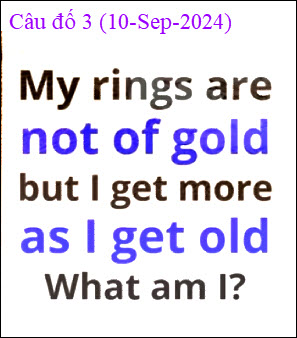 Câu đố 3 (10-Sep-2024)
My rings are
not of gold
but I get more
as I get old
What am I?